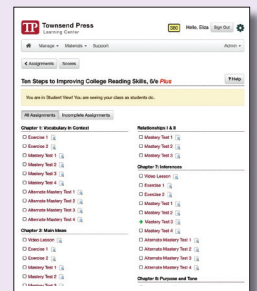 TP Townsend Press
Learning Center
Hello, Eliza Sign Out
Manage Materials Support Admin
Assignments Scores
Ten Steps to Improving College Reading Skills, 6/e Plus Help
You are in Student View! You are seeing your class as students do.
All Assignments Incomplete Assignments
Chapter 1: Vocabulary in Context
Exercise 1
Exercise 2
Mastery Test 1
Mastery Test 2
Mastery Test 3
Mastery Test 4
Alternate Mastery Test 1
Alternate Mastery Test 2
Alternate Mastery Test 3
Alternate Mastery Test 4
Chapter 2: Main Ideas
Video Lesson
Exercise 1
Exercise 2
Mastery Test 1
Mastery Test 2
Relationships I & II
Mastery Test 1
Mastery Test 2
Mastery Test 3
Chapter 7: Inferences
Video Lesson
Exercise 1
Exercise 2
Mastery Test 1
Mastery Test 2
Mastery Test 3
Mastery Test 4
Alternate Mastery Test 1
Alternate Mastery Test 2
Alternate Mastery Test 3
Alternate Mastery Test 4
Chapter 8: Purpose and Tone